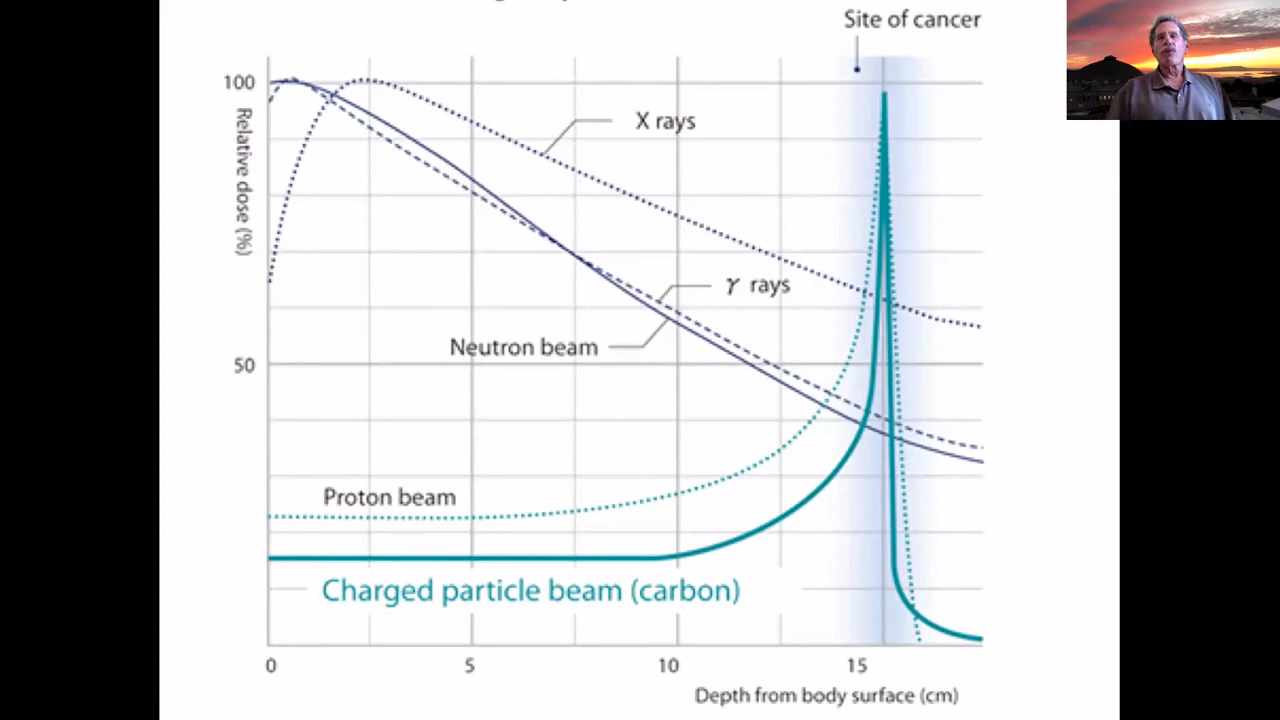 Site of cancer
100
Relative dose (%)
X rays
γ rays
Neutron beam
50
Proton beam
Charged particle beam (carbon)
0 5 10 15
Depth from body surface (cm)